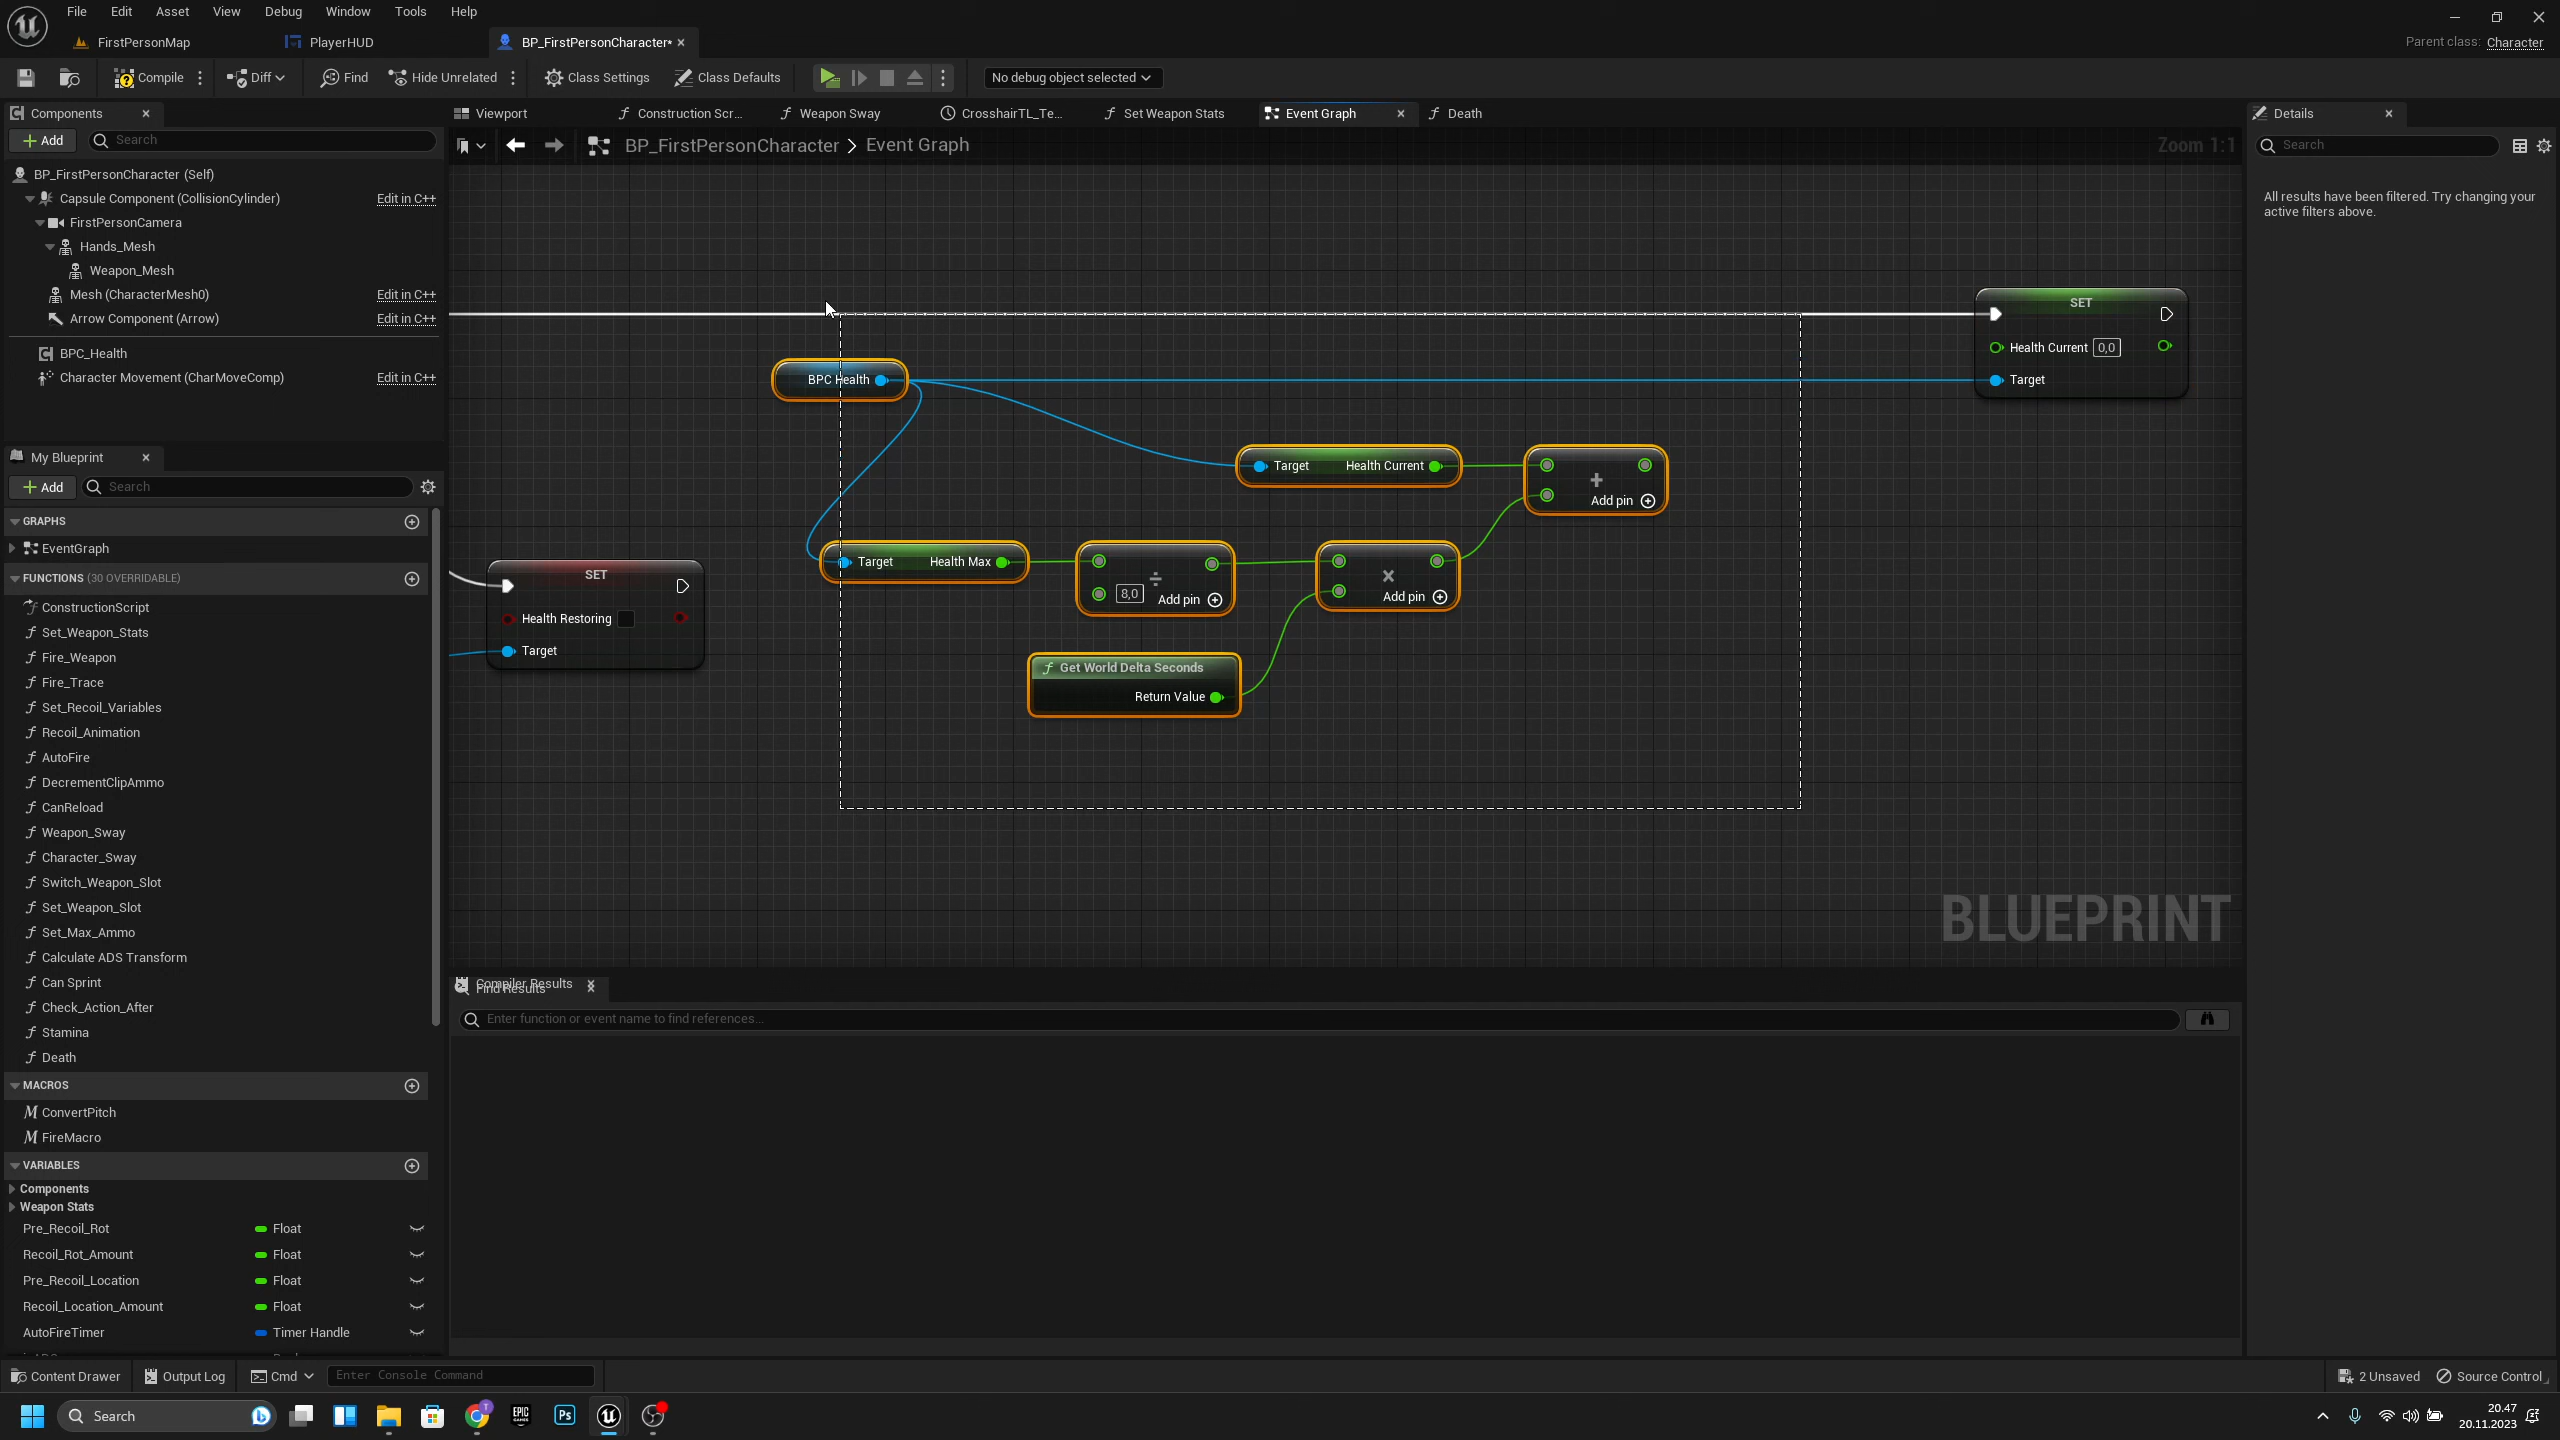 File Edit Asset View Debug Window Tools Help
FirstPersonMap PlayerHUD BP_FirstPersonCharacter*
Parent class: Character
Compile Diff Find Hide Unrelated Class Settings Class Defaults No debug object selected
Components
Add Search
BP_FirstPersonCharacter (Self)
Capsule Component (CollisionCylinder) Edit in C++
FirstPersonCamera
Hands_Mesh
Weapon_Mesh
Mesh (CharacterMesh0) Edit in C++
Arrow Component (Arrow) Edit in C++
BPC_Health
Character Movement (CharMoveComp) Edit in C++
My Blueprint
Add Search
GRAPHS
EventGraph
FUNCTIONS (30 OVERRIDABLE)
ConstructionScript
Set_Weapon_Stats
Fire_Weapon
Fire_Trace
Set_Recoil_Variables
Recoil_Animation
AutoFire
DecrementClipAmmo
CanReload
Weapon_Sway
Character_Sway
Switch_Weapon_Slot
Set_Weapon_Slot
Set_Max_Ammo
Calculate ADS Transform
Can Sprint
Check_Action_After
Stamina
Death
MACROS
ConvertPitch
FireMacro
VARIABLES
Components
Weapon Stats
Pre_Recoil_Rot Float
Recoil_Rot_Amount Float
Pre_Recoil_Location Float
Recoil_Location_Amount Float
AutoFireTimer Timer Handle
Viewport Construction Scr... Weapon Sway CrosshairTL_Te... Set Weapon Stats Event Graph Death
BP_FirstPersonCharacter > Event Graph
Zoom 1:1
SET
Health Current 0,0
Target
BPC Health
Target Health Current
+
Add pin
Target Health Max
÷
8,0 Add pin
×
Add pin
SET
Health Restoring
Target
Get World Delta Seconds
Return Value
BLUEPRINT
Compiler Results
Find Results
Enter function or event name to find references...
Details
Search
All results have been filtered. Try changing your
active filters above.
Content Drawer Output Log Cmd Enter Console Command 2 Unsaved Source Control
Search
EPIC
GAMES
Ps
20.47
20.11.2023